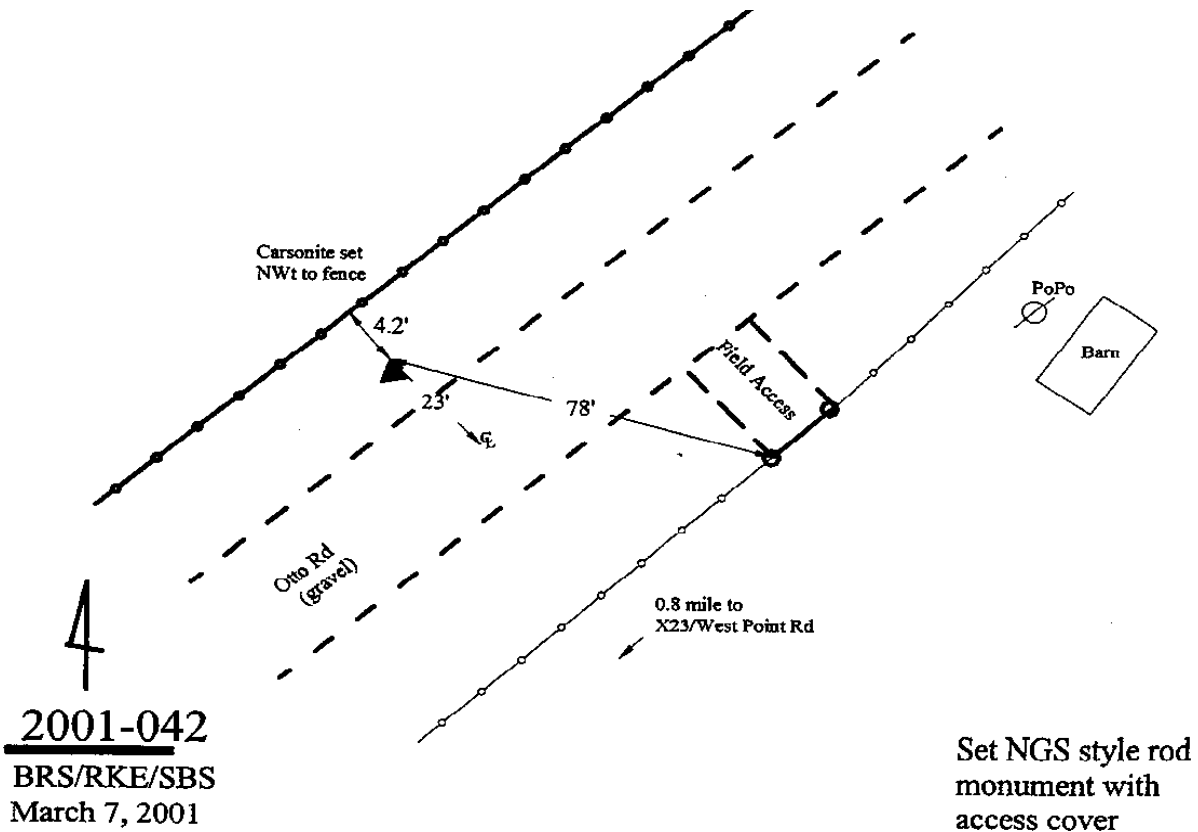 Carsonite set
NWt to fence
4.2'
PoPo
Barn
Field Access
23'
78'
℄
Otto Rd
(gravel)
0.8 mile to
X23/West Point Rd
2001-042
BRS/RKE/SBS
March 7, 2001
Set NGS style rod
monument with
access cover